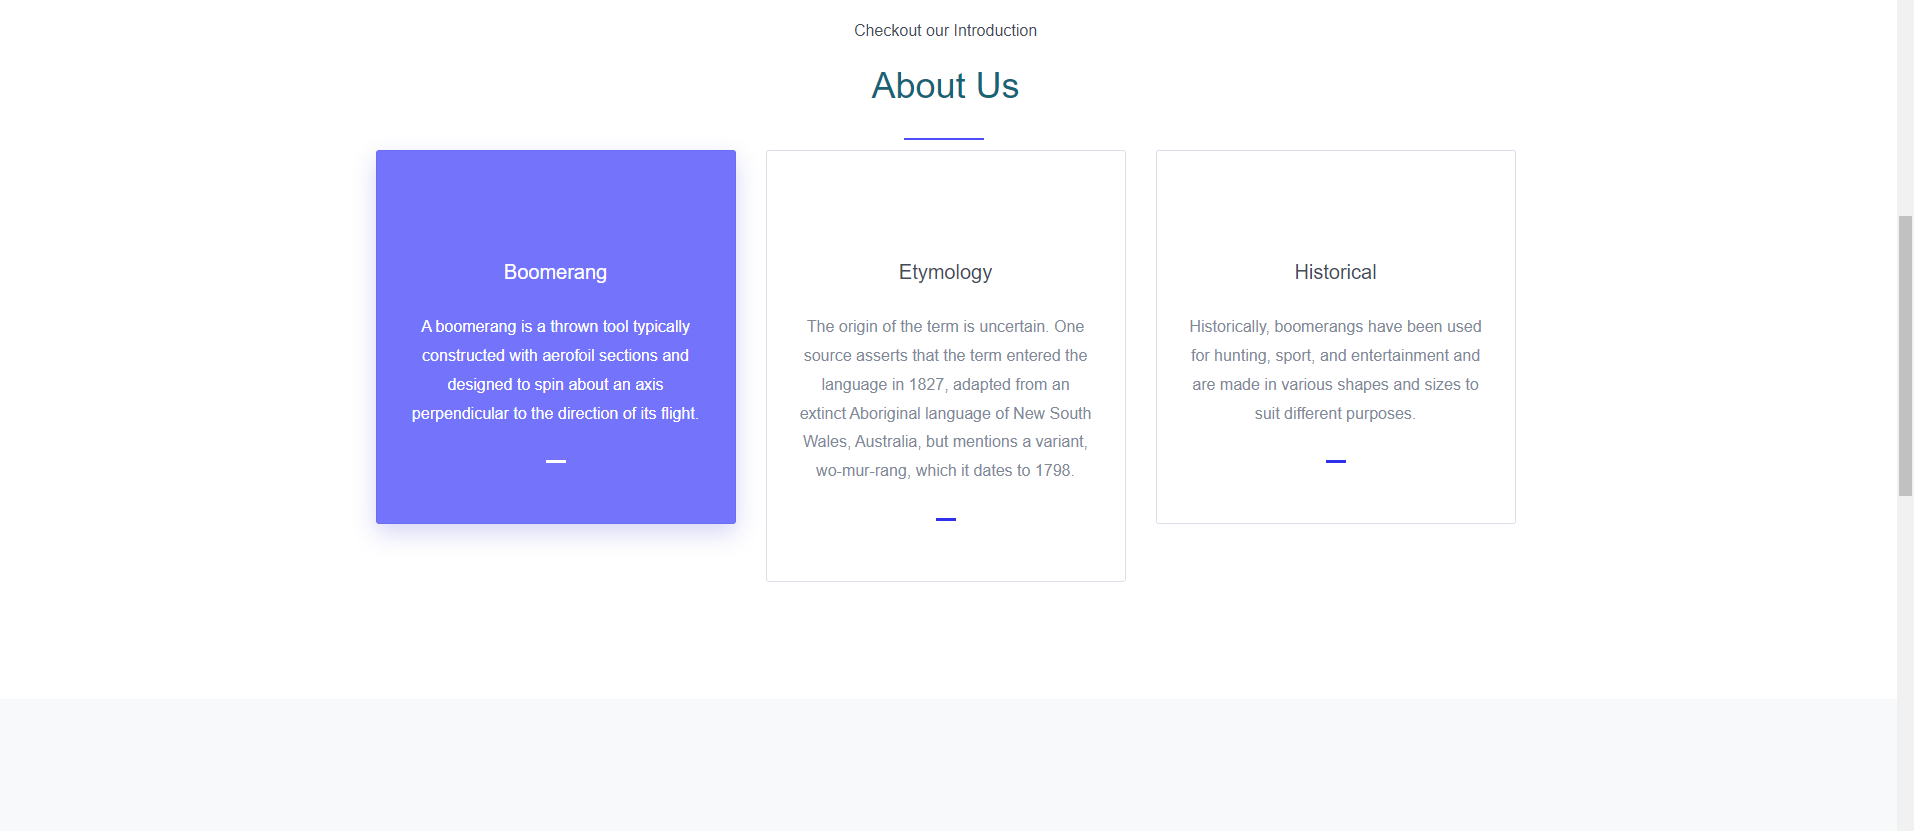 Checkout our Introduction
About Us
Boomerang
A boomerang is a thrown tool typically
constructed with aerofoil sections and
designed to spin about an axis
perpendicular to the direction of its flight.
Etymology
The origin of the term is uncertain. One
source asserts that the term entered the
language in 1827, adapted from an
extinct Aboriginal language of New South
Wales, Australia, but mentions a variant,
wo-mur-rang, which it dates to 1798.
Historical
Historically, boomerangs have been used
for hunting, sport, and entertainment and
are made in various shapes and sizes to
suit different purposes.